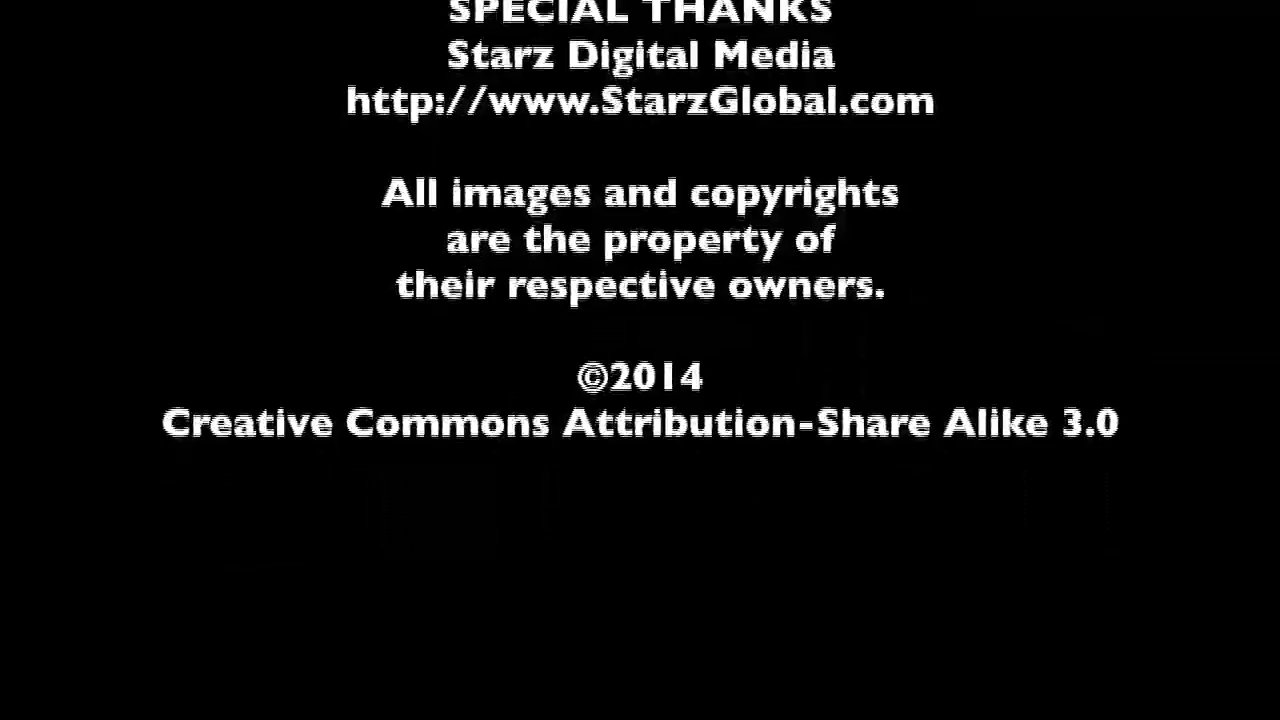 SPECIAL THANKS
Starz Digital Media
http://www.StarzGlobal.com
All images and copyrights
are the property of
their respective owners.
©2014
Creative Commons Attribution-Share Alike 3.0